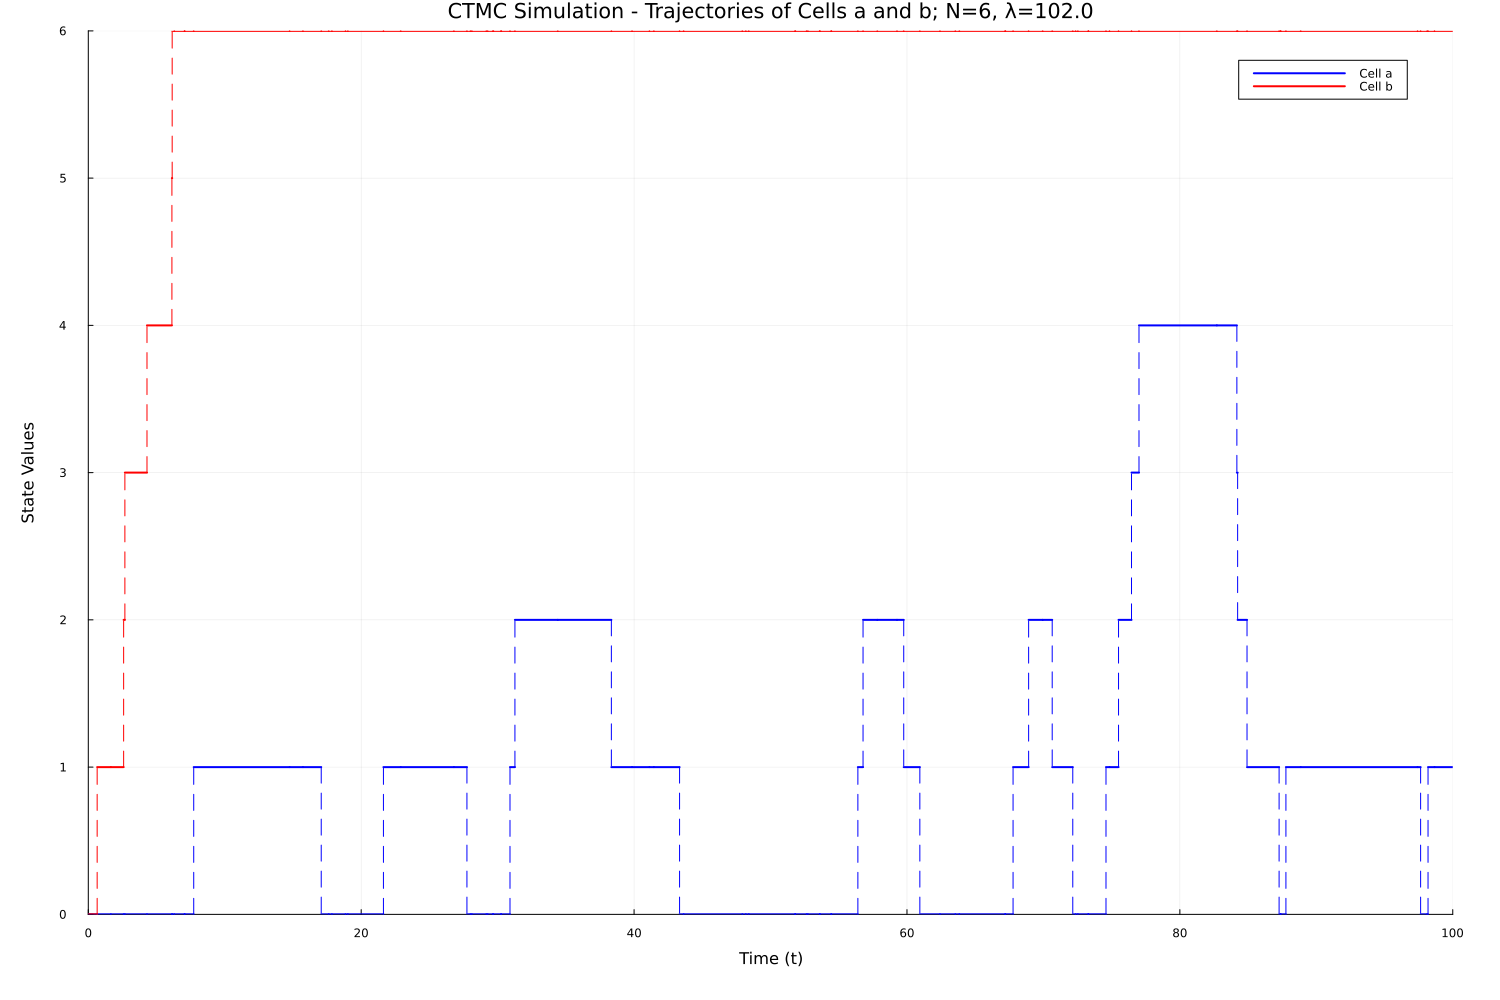 CTMC Simulation - Trajectories of Cells a and b; N=6, λ=102.0
6
Cell a
Cell b
5
4
State Values
3
2
1
0
0 20 40 60 80 100
Time (t)